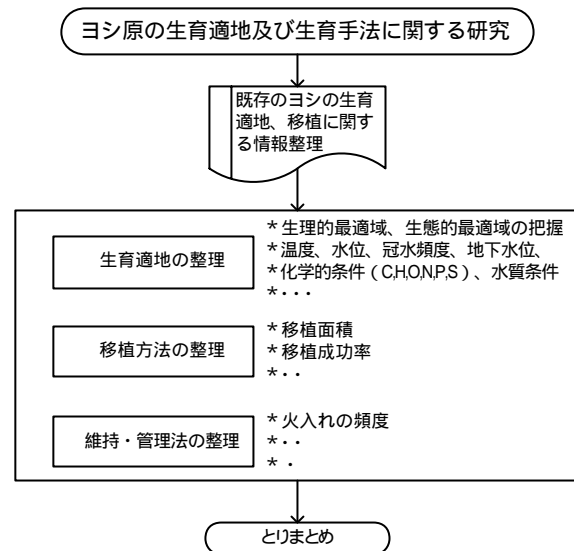 ヨシ原の生育適地及び生育手法に関する研究
既存のヨシの生育
適地、移植に関す
る情報整理
生育適地の整理
*生理的最適域、生態的最適域の把握
*温度、水位、冠水頻度、地下水位、
*化学的条件（C,H,O,N,P,S）、水質条件
*・・・
移植方法の整理
*移植面積
*移植成功率
*・・
維持・管理法の整理
*火入れの頻度
*・・
*・
とりまとめ